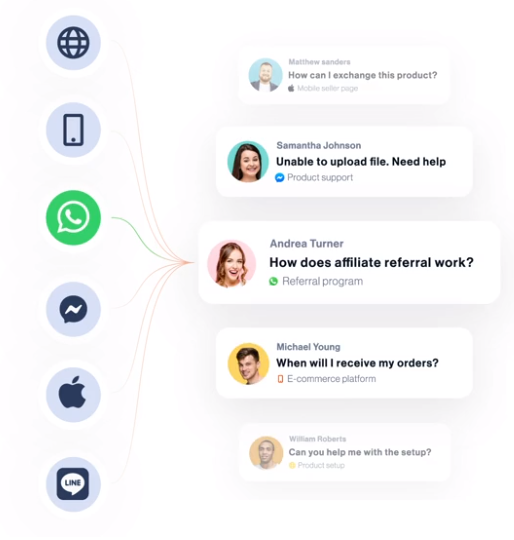 Matthew sanders
How can I exchange this product?
Mobile seller page
Samantha Johnson
Unable to upload file. Need help
Product support
Andrea Turner
How does affiliate referral work?
Referral program
Michael Young
When will I receive my orders?
E-commerce platform
William Roberts
Can you help me with the setup?
Product setup
LINE